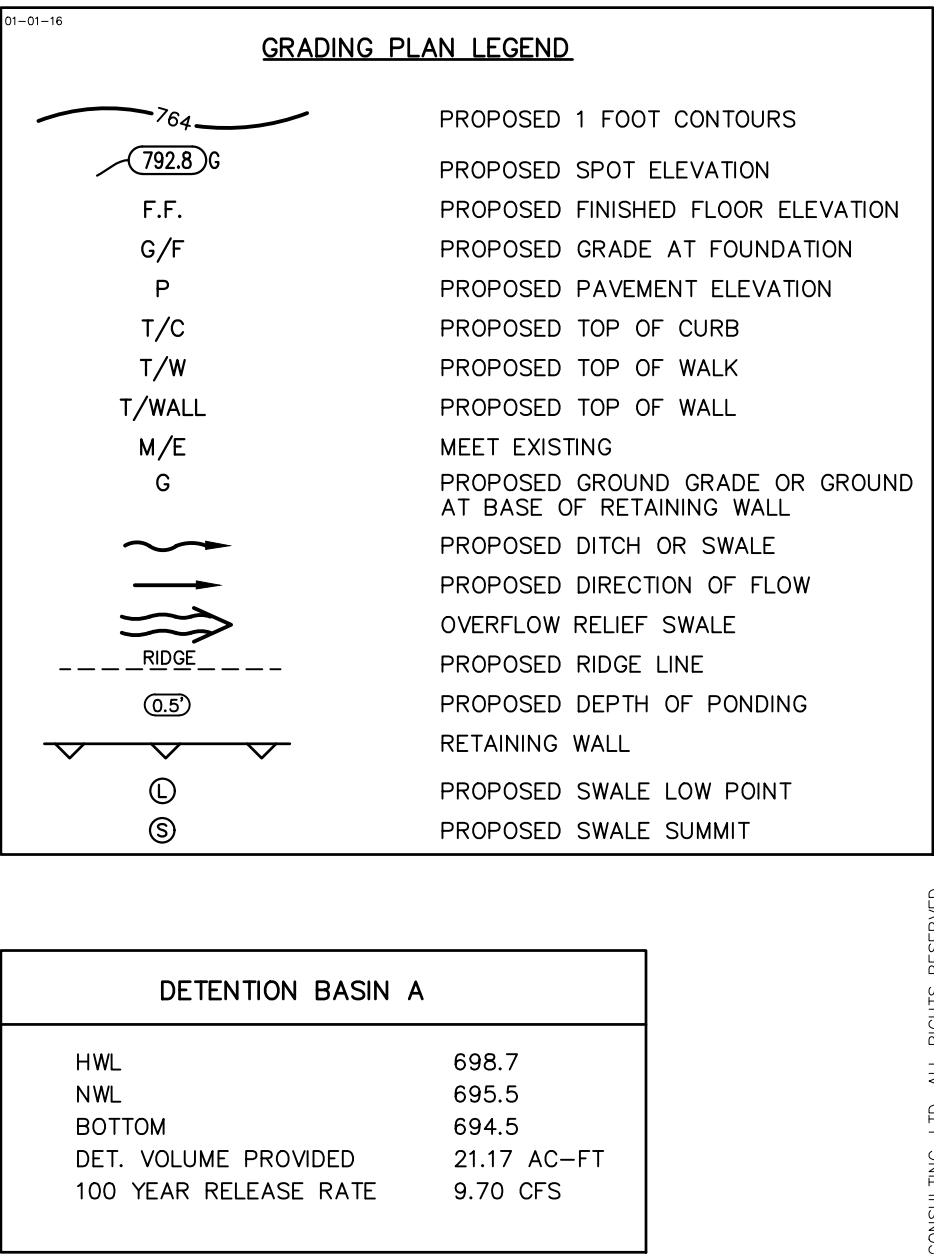 01-01-16
GRADING PLAN LEGEND
764 PROPOSED 1 FOOT CONTOURS
792.8 G PROPOSED SPOT ELEVATION
F.F. PROPOSED FINISHED FLOOR ELEVATION
G/F PROPOSED GRADE AT FOUNDATION
P PROPOSED PAVEMENT ELEVATION
T/C PROPOSED TOP OF CURB
T/W PROPOSED TOP OF WALK
T/WALL PROPOSED TOP OF WALL
M/E MEET EXISTING
G PROPOSED GROUND GRADE OR GROUND
AT BASE OF RETAINING WALL
PROPOSED DITCH OR SWALE
PROPOSED DIRECTION OF FLOW
OVERFLOW RELIEF SWALE
RIDGE PROPOSED RIDGE LINE
0.5' PROPOSED DEPTH OF PONDING
RETAINING WALL
L PROPOSED SWALE LOW POINT
S PROPOSED SWALE SUMMIT
DETENTION BASIN A
HWL 698.7
NWL 695.5
BOTTOM 694.5
DET. VOLUME PROVIDED 21.17 AC-FT
100 YEAR RELEASE RATE 9.70 CFS
CONSULTING, LTD. ALL RIGHTS RESERVED